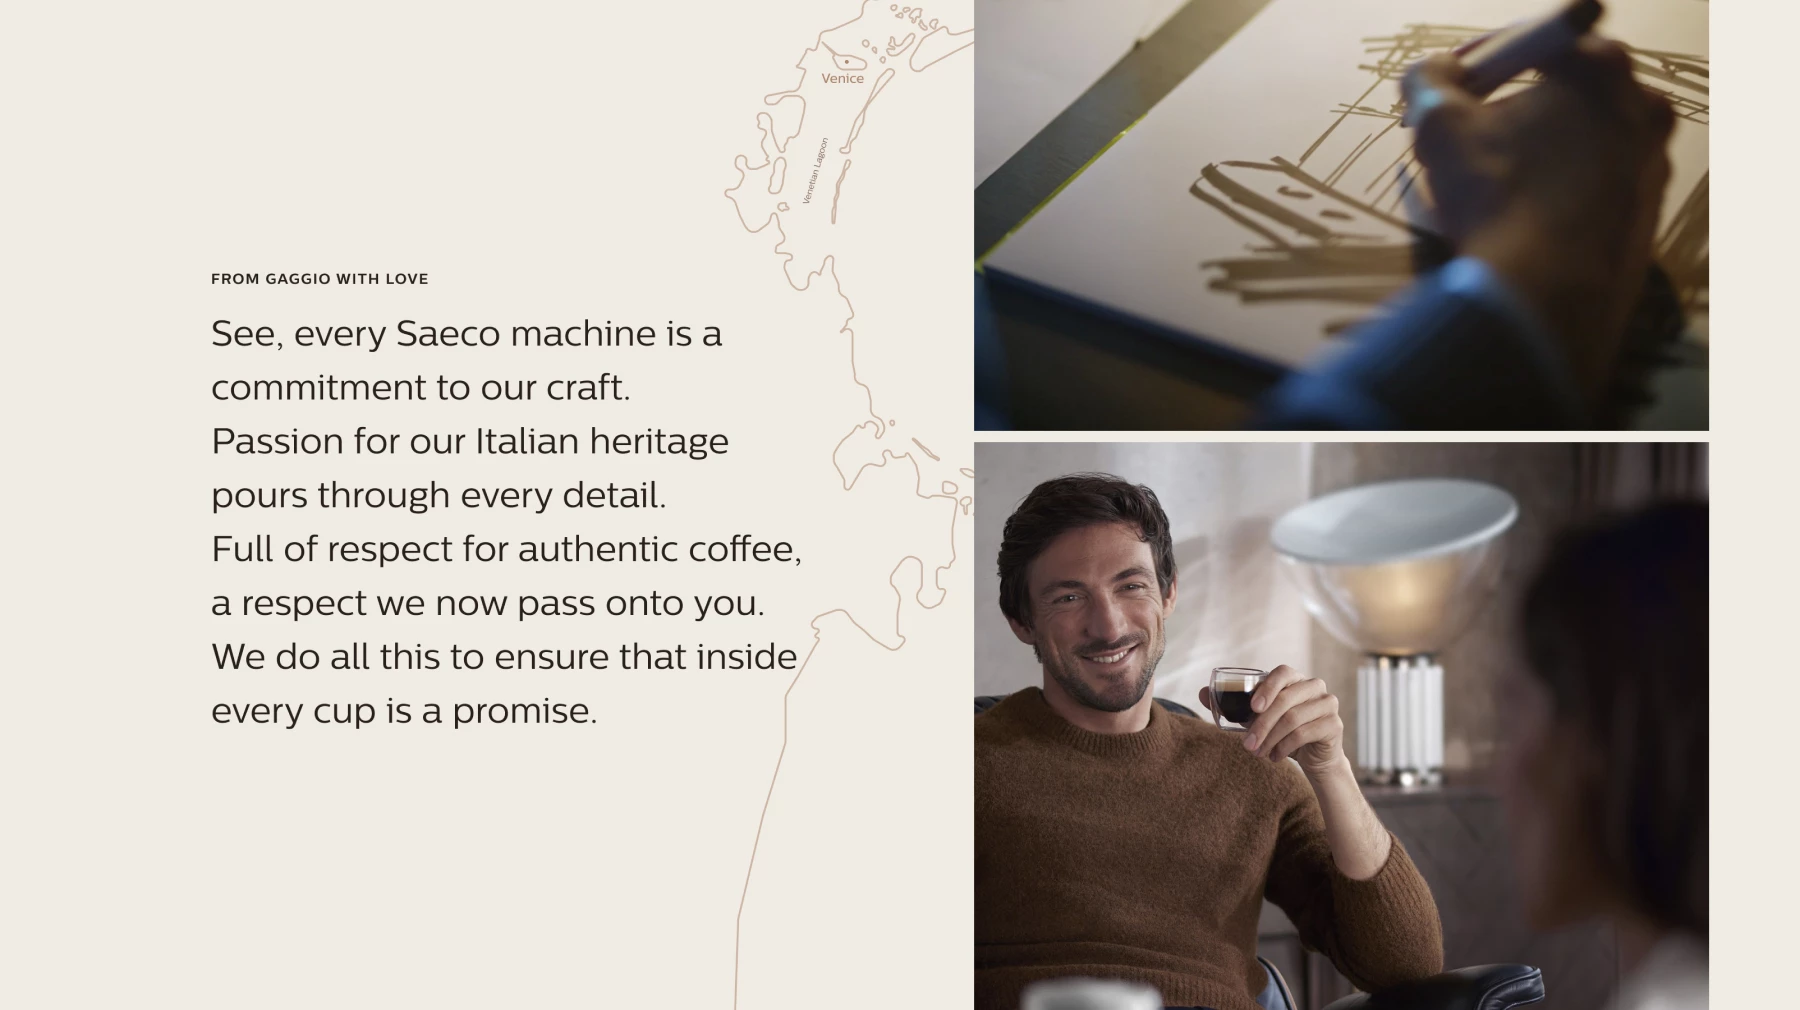 Venice
Venetian Lagoon
FROM GAGGIO WITH LOVE
See, every Saeco machine is a
commitment to our craft.
Passion for our Italian heritage
pours through every detail.
Full of respect for authentic coffee,
a respect we now pass onto you.
We do all this to ensure that inside
every cup is a promise.